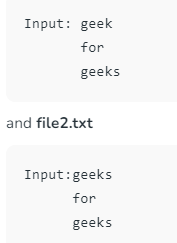 Input: geek
for
geeks
and file2.txt
Input:geeks
for
geeks